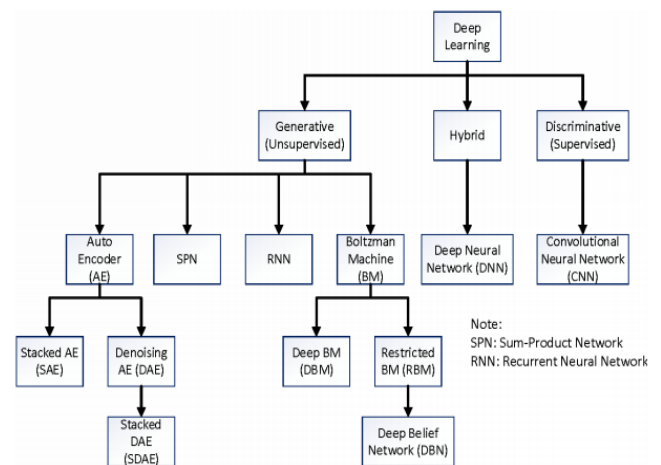 Deep
Learning
Generative
(Unsupervised)
Hybrid
Discriminative
(Supervised)
Auto
Encoder
(AE)
SPN
RNN
Boltzman
Machine
(BM)
Deep Neural
Network (DNN)
Convolutional
Neural Network
(CNN)
Stacked AE
(SAE)
Denoising
AE (DAE)
Deep BM
(DBM)
Restricted
BM (RBM)
Note:
SPN: Sum-Product Network
RNN: Recurrent Neural Network
Stacked
DAE
(SDAE)
Deep Belief
Network (DBN)